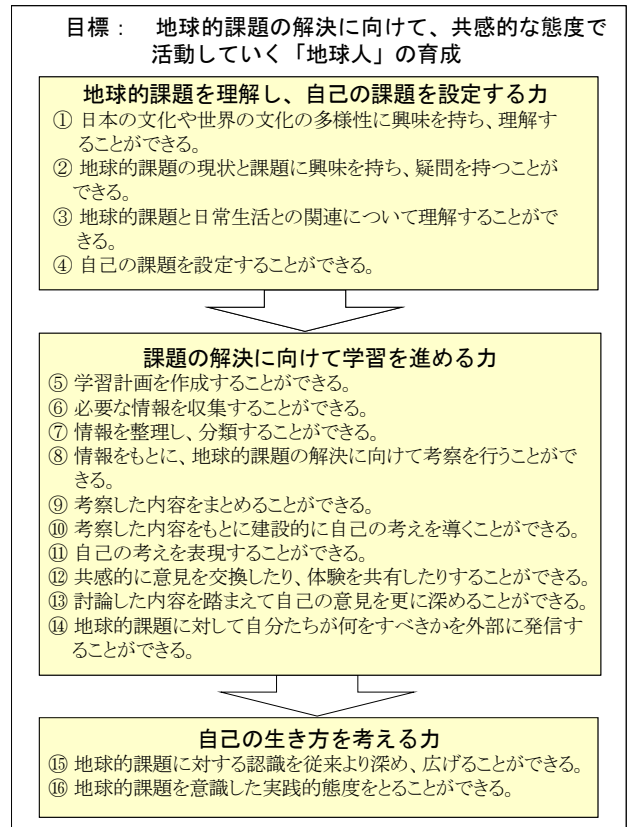 目標： 地球的課題の解決に向けて、共感的な態度で
活動していく「地球人」の育成
地球的課題を理解し、自己の課題を設定する力
① 日本の文化や世界の文化の多様性に興味を持ち、理解す
ることができる。
② 地球的課題の現状と課題に興味を持ち、疑問を持つことが
できる。
③ 地球的課題と日常生活との関連について理解することがで
きる。
④ 自己の課題を設定することができる。
課題の解決に向けて学習を進める力
⑤ 学習計画を作成することができる。
⑥ 必要な情報を収集することができる。
⑦ 情報を整理し、分類することができる。
⑧ 情報をもとに、地球的課題の解決に向けて考察を行うことがで
きる。
⑨ 考察した内容をまとめることができる。
⑩ 考察した内容をもとに建設的に自己の考えを導くことができる。
⑪ 自己の考えを表現することができる。
⑫ 共感的に意見を交換したり、体験を共有したりすることができる。
⑬ 討論した内容を踏まえて自己の意見を更に深めることができる。
⑭ 地球的課題に対して自分たちが何をすべきかを外部に発信す
ることができる。
自己の生き方を考える力
⑮ 地球的課題に対する認識を従来より深め、広げることができる。
⑯ 地球的課題を意識した実践的態度をとることができる。